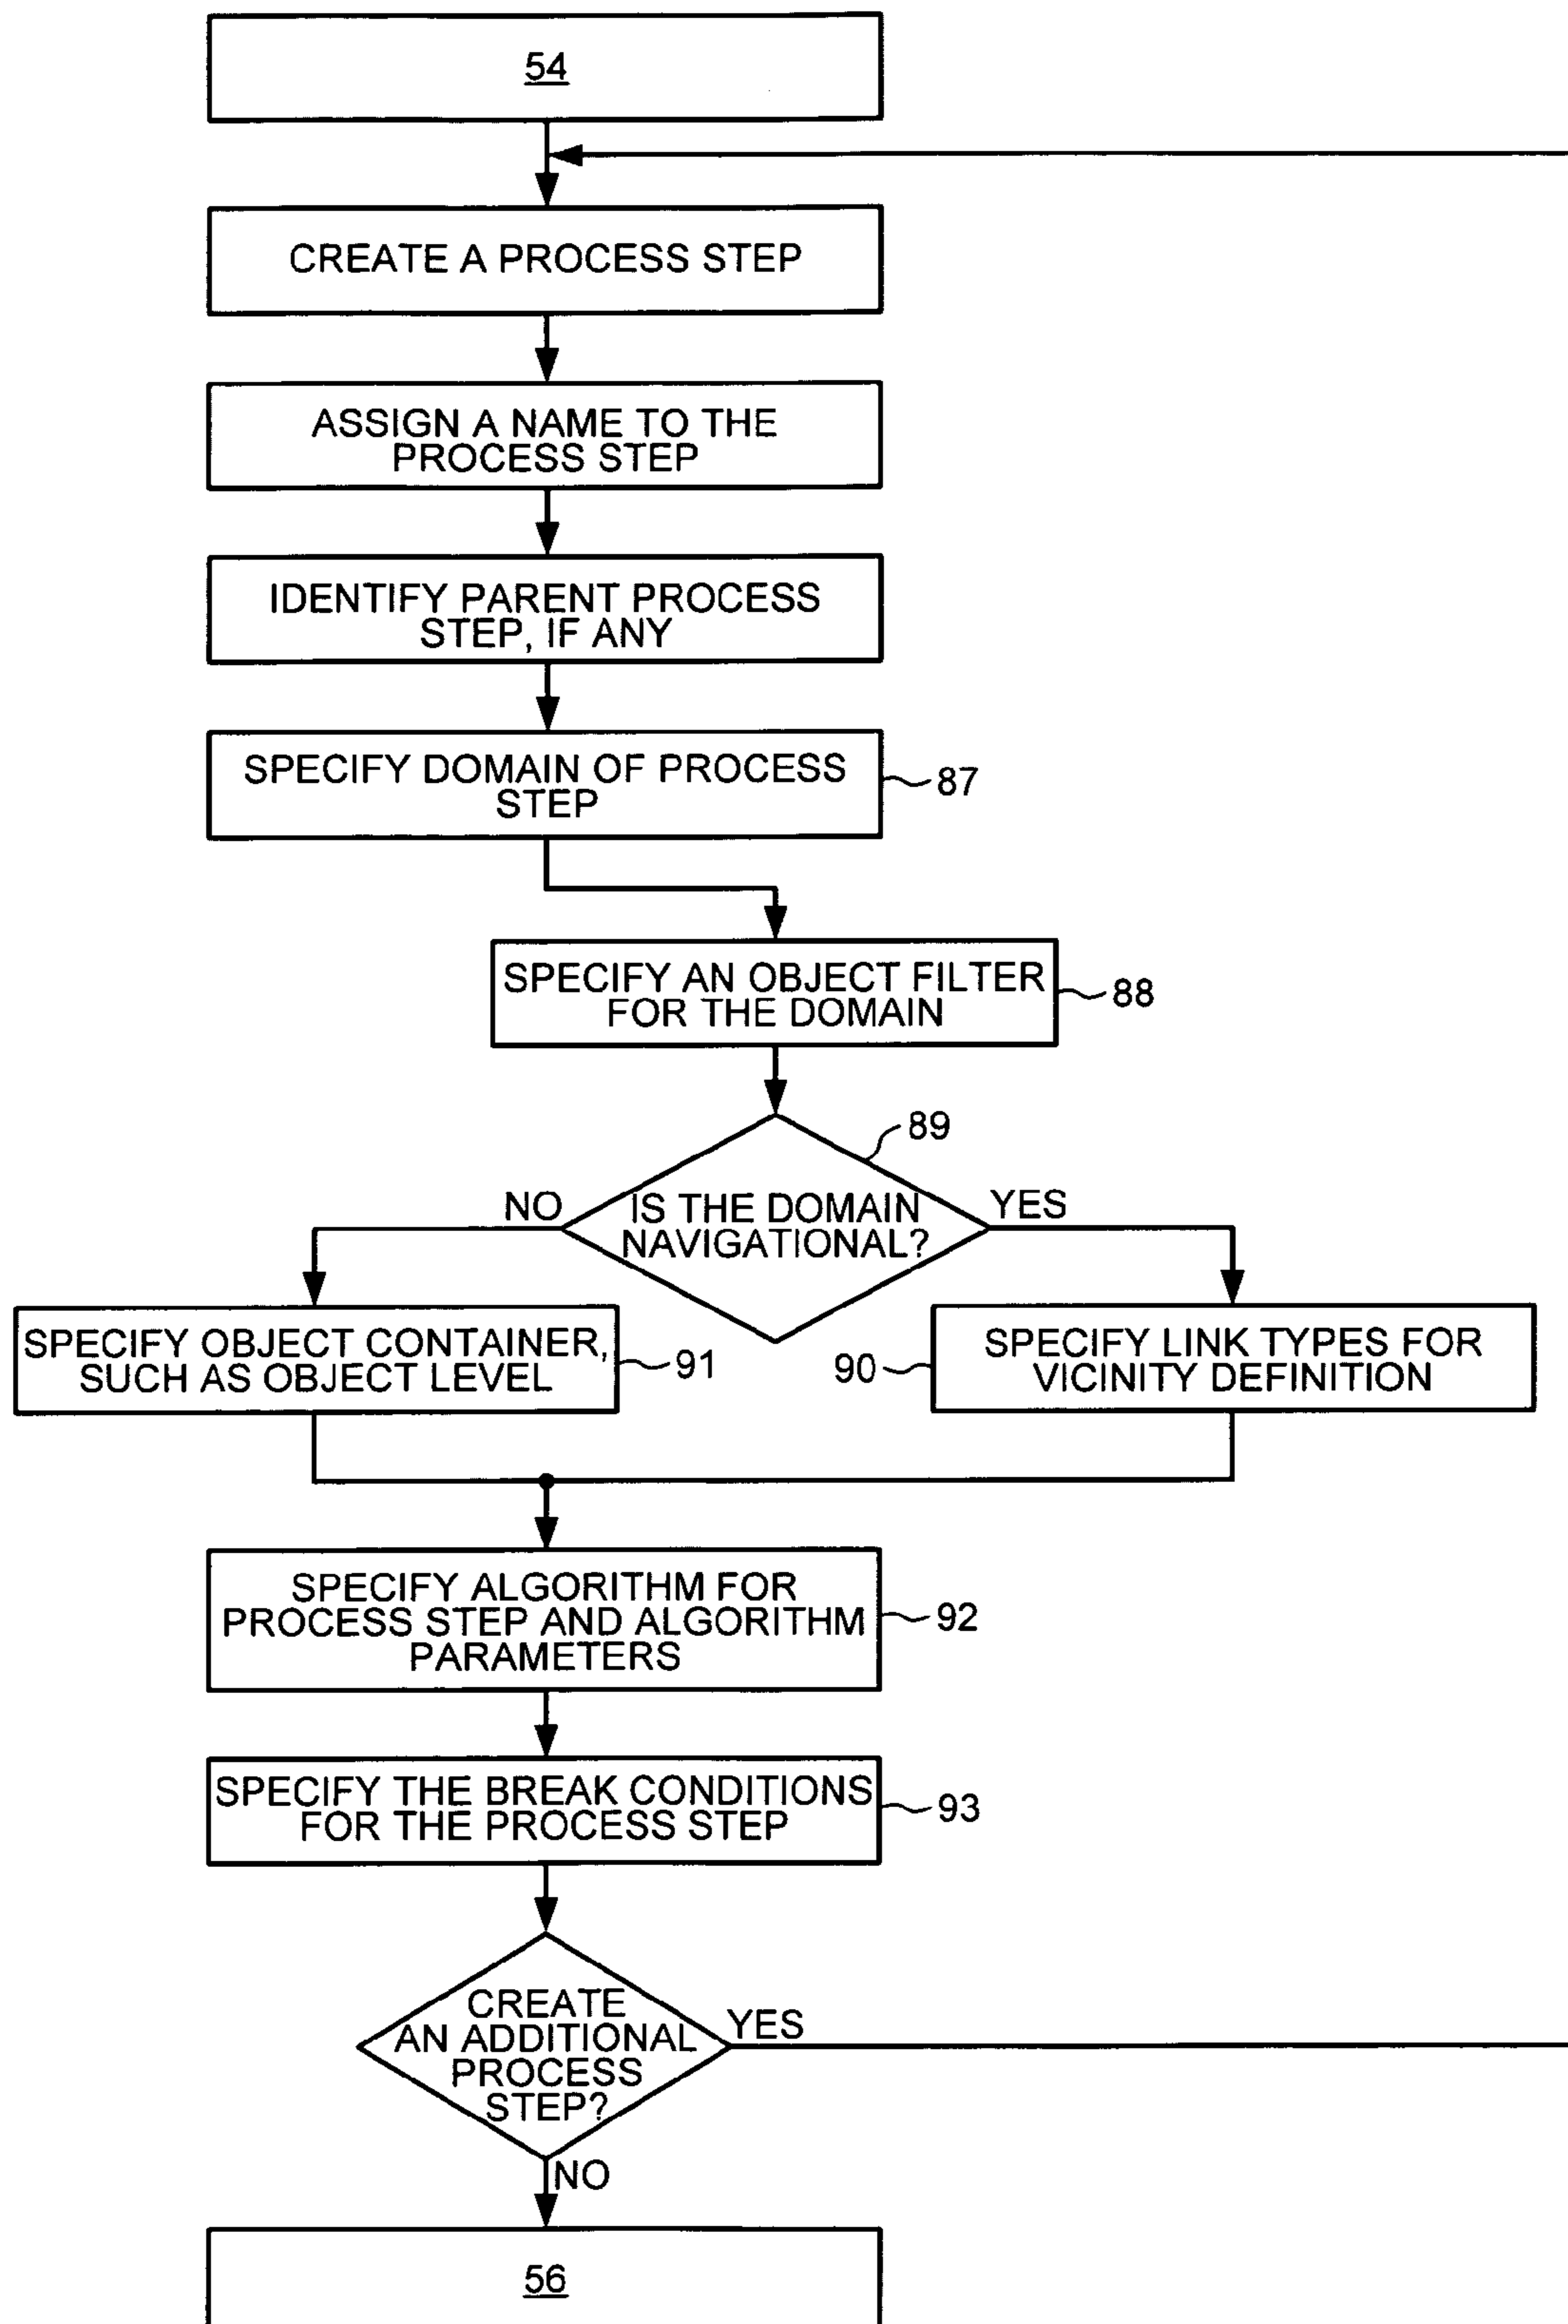 54
CREATE A PROCESS STEP
ASSIGN A NAME TO THE
PROCESS STEP
IDENTIFY PARENT PROCESS
STEP, IF ANY
SPECIFY DOMAIN OF PROCESS
STEP
87
SPECIFY AN OBJECT FILTER
FOR THE DOMAIN
88
89
NO
IS THE DOMAIN
NAVIGATIONAL?
YES
SPECIFY OBJECT CONTAINER,
SUCH AS OBJECT LEVEL
91
90
SPECIFY LINK TYPES FOR
VICINITY DEFINITION
SPECIFY ALGORITHM FOR
PROCESS STEP AND ALGORITHM
PARAMETERS
92
SPECIFY THE BREAK CONDITIONS
FOR THE PROCESS STEP
93
CREATE
AN ADDITIONAL
PROCESS
STEP?
YES
NO
56